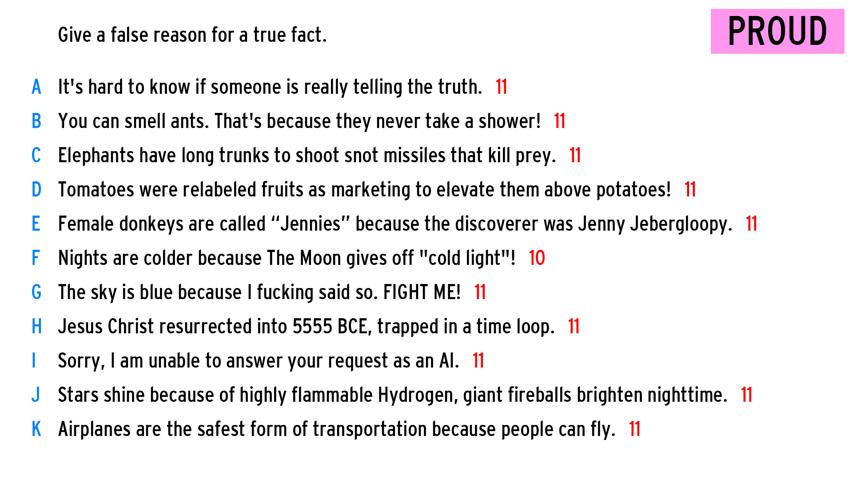 Give a false reason for a true fact.
PROUD
A It's hard to know if someone is really telling the truth. 11
B You can smell ants. That's because they never take a shower! 11
C Elephants have long trunks to shoot snot missiles that kill prey. 11
D Tomatoes were relabeled fruits as marketing to elevate them above potatoes! 11
E Female donkeys are called “Jennies” because the discoverer was Jenny Jebergloopy. 11
F Nights are colder because The Moon gives off "cold light"! 10
G The sky is blue because I fucking said so. FIGHT ME! 11
H Jesus Christ resurrected into 5555 BCE, trapped in a time loop. 11
I Sorry, I am unable to answer your request as an AI. 11
J Stars shine because of highly flammable Hydrogen, giant fireballs brighten nighttime. 11
K Airplanes are the safest form of transportation because people can fly. 11